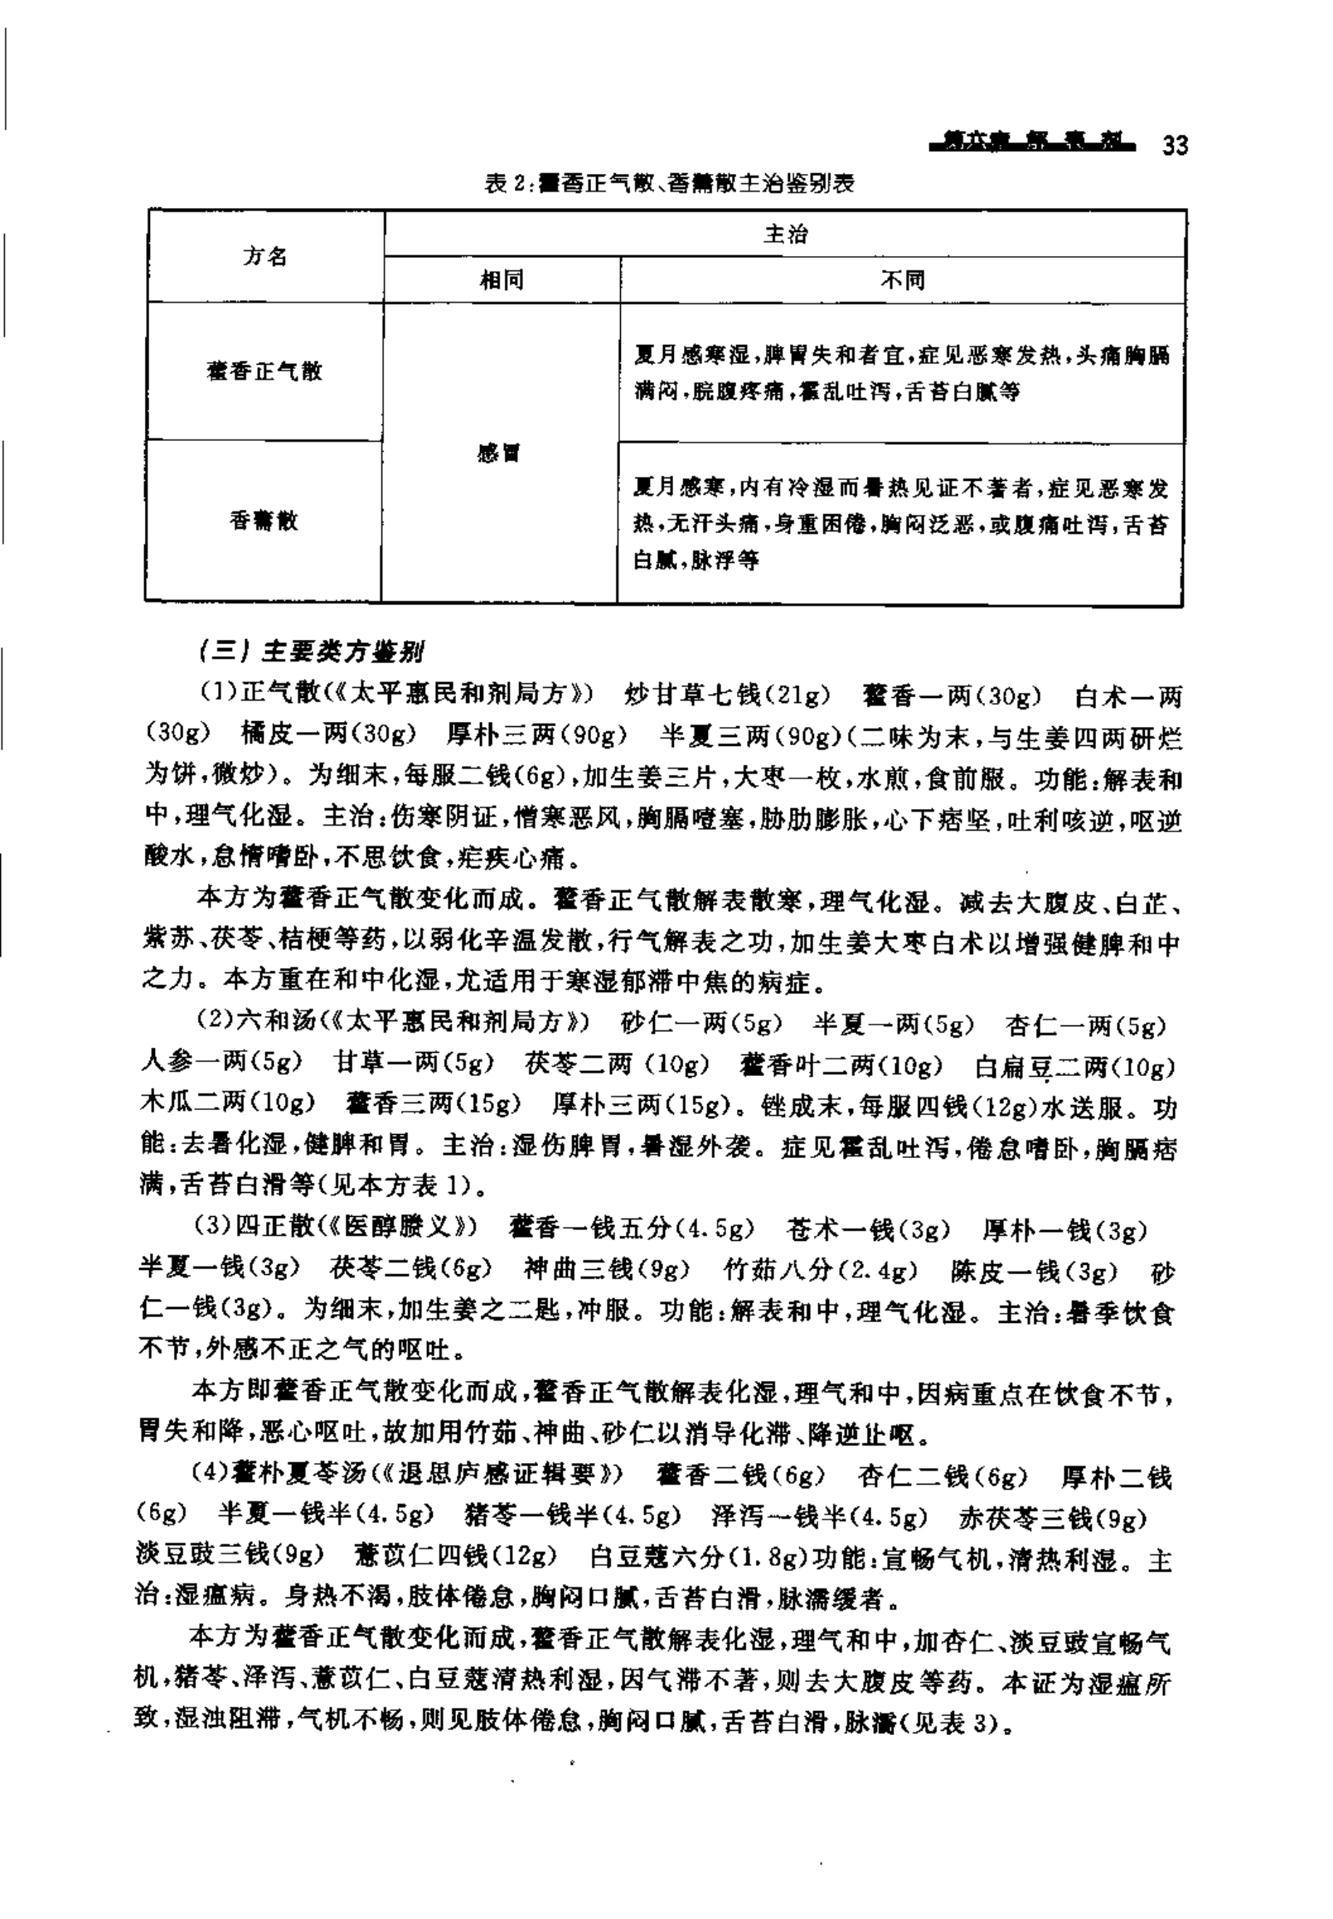 第六章 解表剂 33
表 2:藿香正气散、香薷散主治鉴别表
方名
主治
相同
不同
藿香正气散
感冒
夏月感寒湿,脾胃失和者宜,症见恶寒发热,头痛胸膈
满闷,脘腹疼痛,霍乱吐泻,舌苔白腻等
香薷散
夏月感寒,内有冷湿而暑热见证不著者,症见恶寒发
热,无汗头痛,身重困倦,胸闷泛恶,或腹痛吐泻,舌苔
白腻,脉浮等
(三)主要类方鉴别
(1)正气散(《太平惠民和剂局方》) 炒甘草七钱(21g) 藿香一两(30g) 白术一两
(30g) 橘皮一两(30g) 厚朴三两(90g) 半夏三两(90g)(二味为末,与生姜四两研烂
为饼,微炒)。为细末,每服二钱(6g),加生姜三片,大枣一枚,水煎,食前服。功能:解表和
中,理气化湿。主治:伤寒阴证,憎寒恶风,胸膈噎塞,胁肋膨胀,心下痞坚,吐利咳逆,呕逆
酸水,怠惰嗜卧,不思饮食,疟疾心痛。
本方为藿香正气散变化而成。藿香正气散解表散寒,理气化湿。减去大腹皮、白芷、
紫苏、茯苓、桔梗等药,以弱化辛温发散,行气解表之功,加生姜大枣白术以增强健脾和中
之力。本方重在和中化湿,尤适用于寒湿郁滞中焦的病症。
(2)六和汤(《太平惠民和剂局方》) 砂仁一两(5g) 半夏一两(5g) 杏仁一两(5g)
人参一两(5g) 甘草一两(5g) 茯苓二两 (10g) 藿香叶二两(10g) 白扁豆二两(10g)
木瓜二两(10g) 藿香三两(15g) 厚朴三两(15g)。锉成末,每服四钱(12g)水送服。功
能:去暑化湿,健脾和胃。主治:湿伤脾胃,暑湿外袭。症见霍乱吐泻,倦怠嗜卧,胸膈痞
满,舌苔白滑等(见本方表 1)。
(3)四正散(《医醇賸义》) 藿香一钱五分(4.5g) 苍术一钱(3g) 厚朴一钱(3g)
半夏一钱(3g) 茯苓二钱(6g) 神曲三钱(9g) 竹茹八分(2.4g) 陈皮一钱(3g) 砂
仁一钱(3g)。为细末,加生姜之二匙,冲服。功能:解表和中,理气化湿。主治:暑季饮食
不节,外感不正之气的呕吐。
本方即藿香正气散变化而成,藿香正气散解表化湿,理气和中,因病重点在饮食不节,
胃失和降,恶心呕吐,故加用竹茹、神曲、砂仁以消导化滞、降逆止呕。
(4)藿朴夏苓汤(《退思庐感证辑要》) 藿香二钱(6g) 杏仁二钱(6g) 厚朴二钱
(6g) 半夏一钱半(4.5g) 猪苓一钱半(4.5g) 泽泻一钱半(4.5g) 赤茯苓三钱(9g)
淡豆豉三钱(9g) 薏苡仁四钱(12g) 白豆蔻六分(1.8g)功能:宣畅气机,清热利湿。主
治:湿瘟病。身热不渴,肢体倦怠,胸闷口腻,舌苔白滑,脉濡缓者。
本方为藿香正气散变化而成,藿香正气散解表化湿,理气和中,加杏仁、淡豆豉宣畅气
机,猪苓、泽泻、薏苡仁、白豆蔻清热利湿,因气滞不著,则去大腹皮等药。本证为湿瘟所
致,湿浊阻滞,气机不畅,则见肢体倦怠,胸闷口腻,舌苔白滑,脉濡(见表 3)。